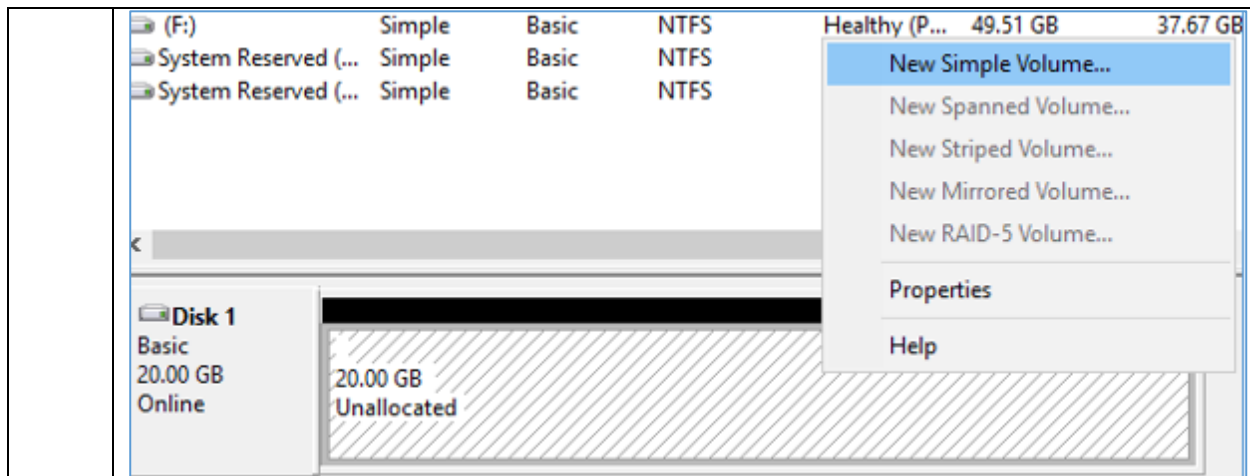 (F:) Simple Basic NTFS Healthy (P... 49.51 GB 37.67 GB
System Reserved (... Simple Basic NTFS
System Reserved (... Simple Basic NTFS
New Simple Volume...
New Spanned Volume...
New Striped Volume...
New Mirrored Volume...
New RAID-5 Volume...
Properties
Help
Disk 1
Basic
20.00 GB
Online
20.00 GB
Unallocated